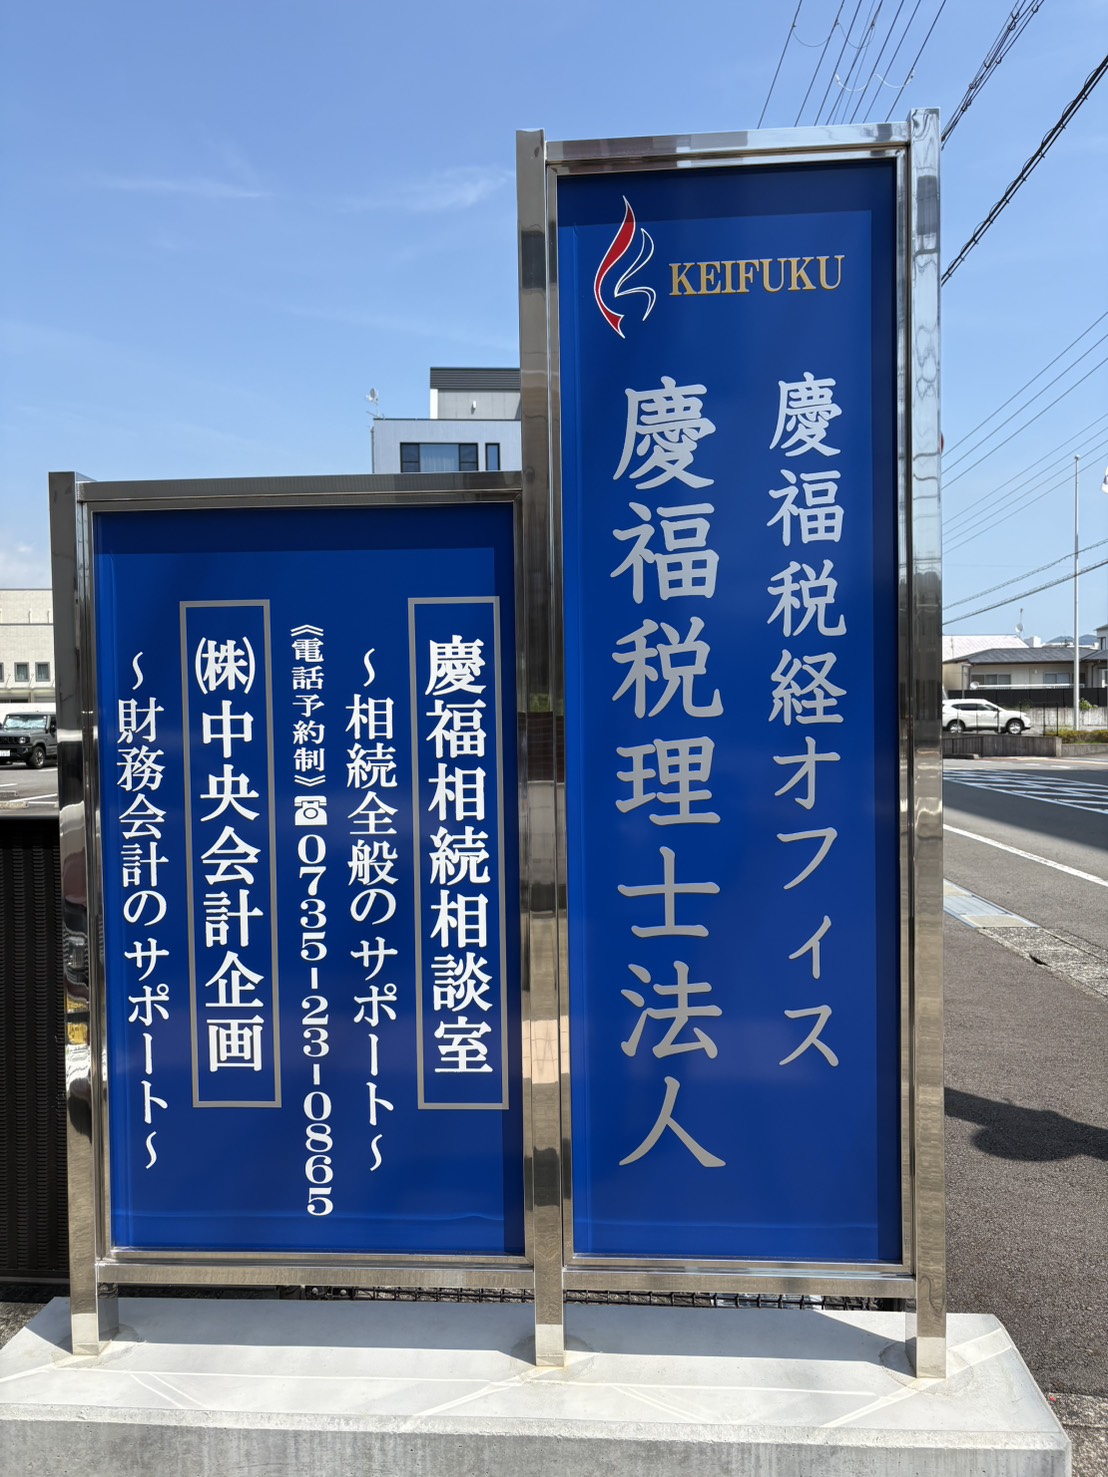 KEIFUKU
慶福税経オフィス
慶福税理士法人
慶福相続相談室
～相続全般のサポート～
《電話予約制》☎0735-23-0865
㈱中央会計企画
～財務会計のサポート～